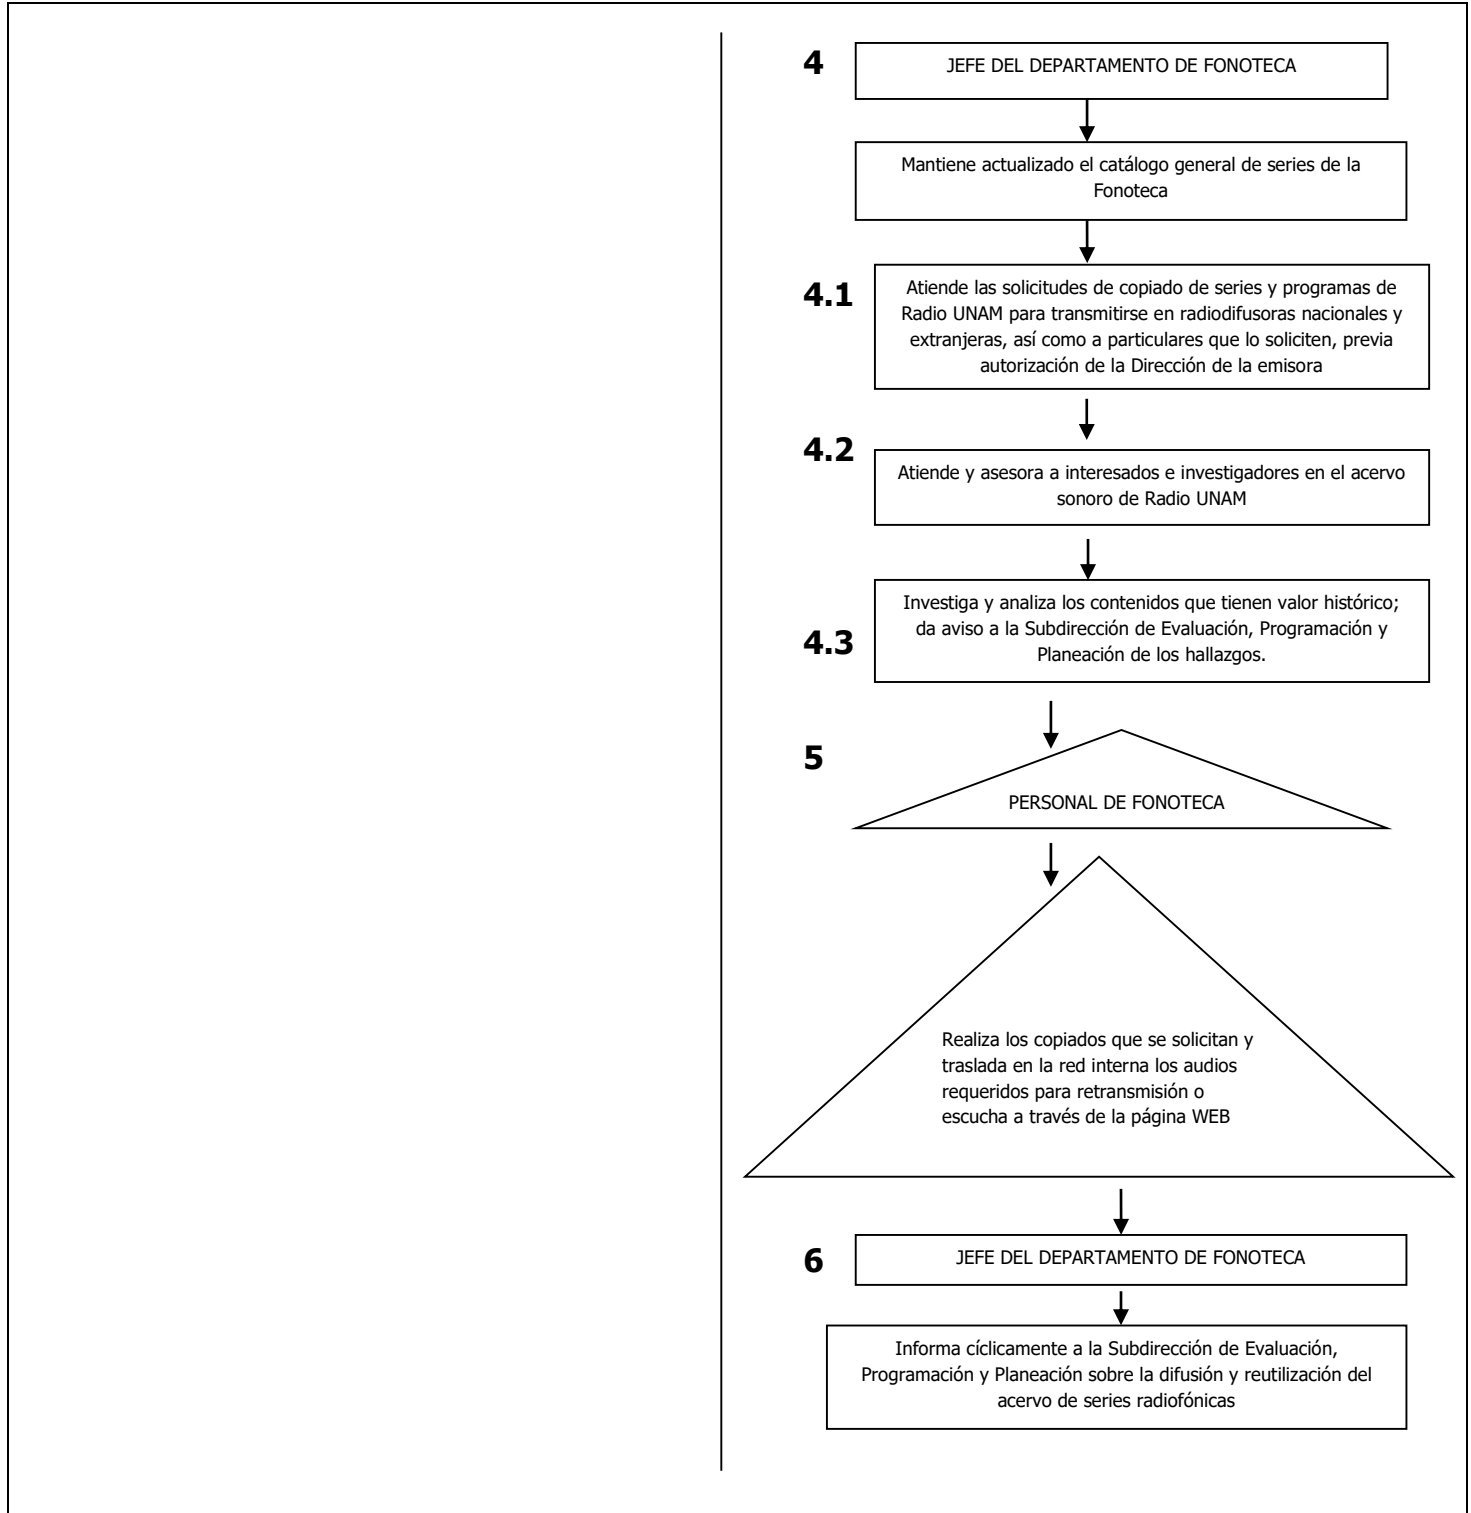 4
JEFE DEL DEPARTAMENTO DE FONOTECA
Mantiene actualizado el catálogo general de series de la
Fonoteca
4.1
Atiende las solicitudes de copiado de series y programas de
Radio UNAM para transmitirse en radiodifusoras nacionales y
extranjeras, así como a particulares que lo soliciten, previa
autorización de la Dirección de la emisora
4.2
Atiende y asesora a interesados e investigadores en el acervo
sonoro de Radio UNAM
4.3
Investiga y analiza los contenidos que tienen valor histórico;
da aviso a la Subdirección de Evaluación, Programación y
Planeación de los hallazgos.
5
PERSONAL DE FONOTECA
Realiza los copiados que se solicitan y
traslada en la red interna los audios
requeridos para retransmisión o
escucha a través de la página WEB
6
JEFE DEL DEPARTAMENTO DE FONOTECA
Informa cíclicamente a la Subdirección de Evaluación,
Programación y Planeación sobre la difusión y reutilización del
acervo de series radiofónicas